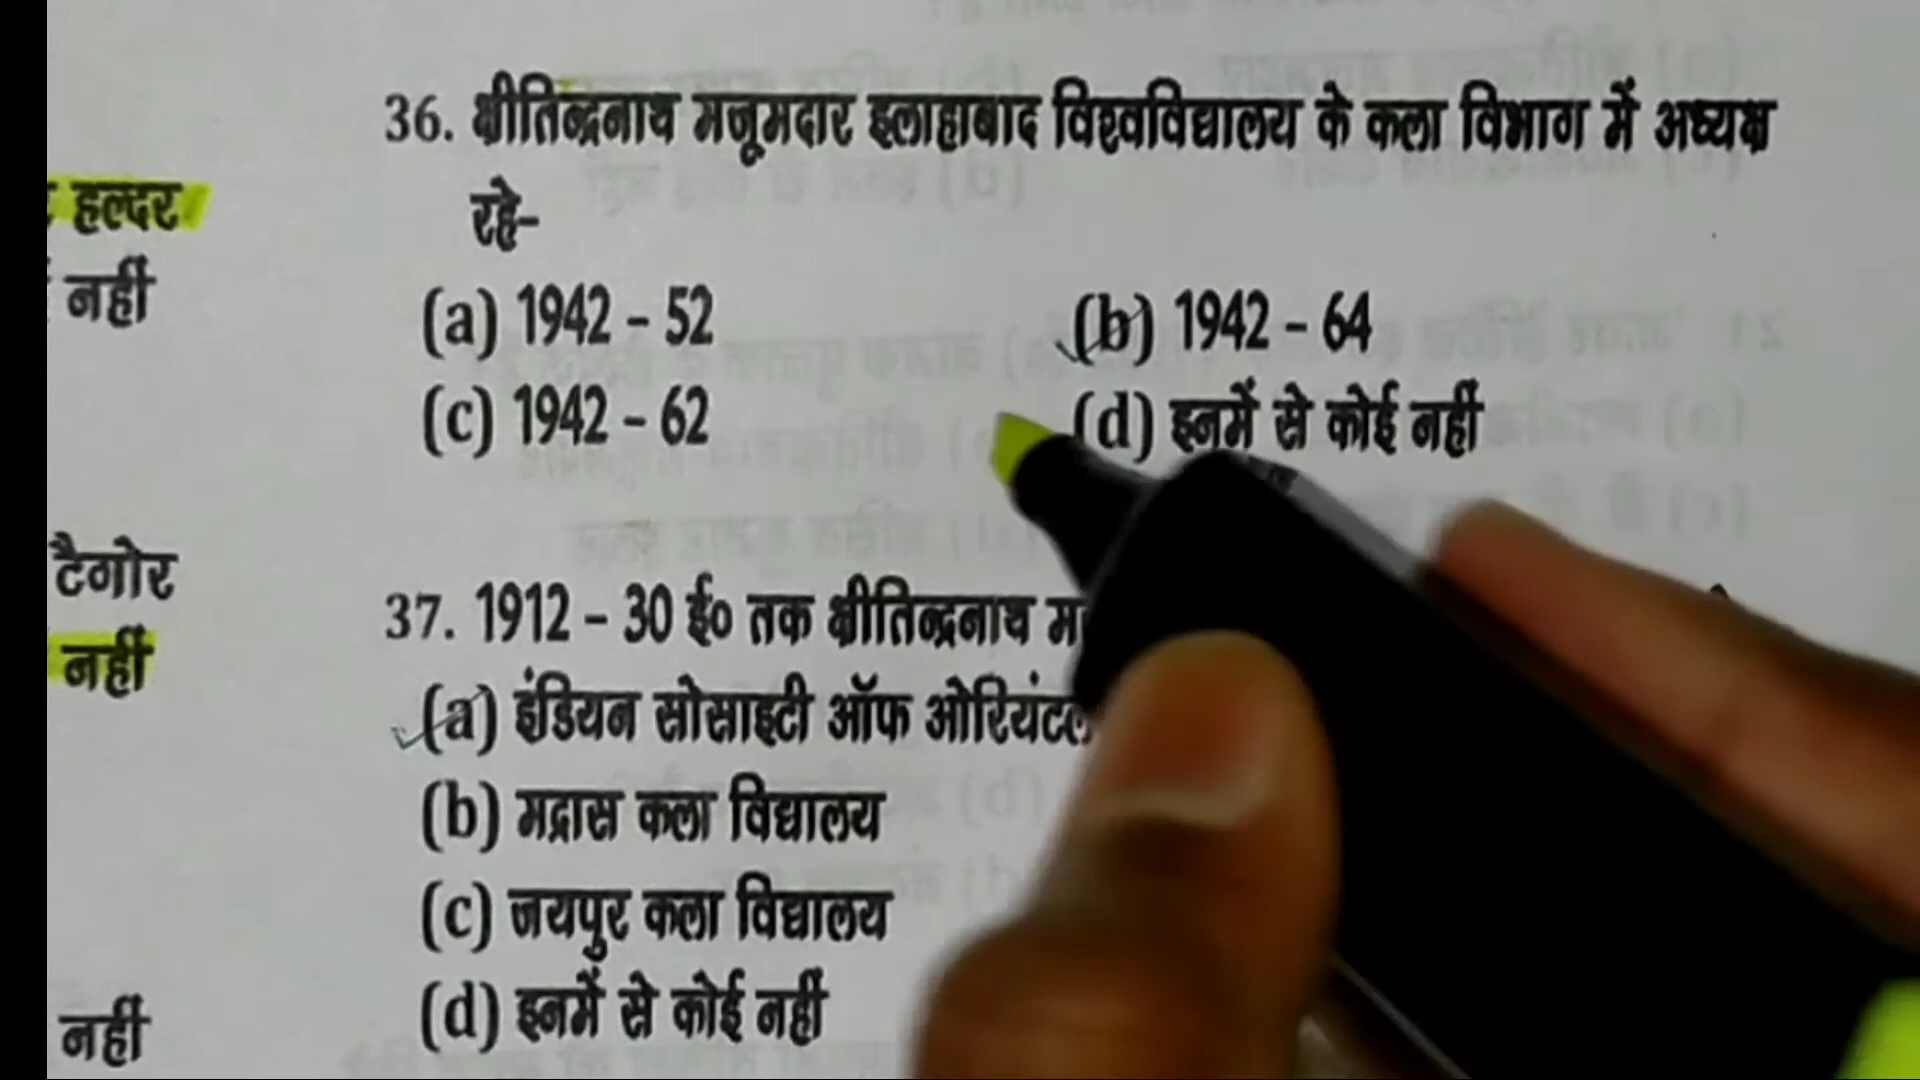 हल्दर
नहीं
टैगोर
नहीं
नहीं
36. क्षीतिन्द्रनाथ मजूमदार इलाहाबाद विश्वविद्यालय के कला विभाग में अध्यक्ष
रहे-
(a) 1942 - 52 (b) 1942 - 64
(c) 1942 - 62 (d) इनमें से कोई नहीं
37. 1912 - 30 ई० तक क्षीतिन्द्रनाथ
(a) इंडियन सोसाइटी ऑफ ओरियंटल
(b) मद्रास कला विद्यालय
(c) जयपुर कला विद्यालय
(d) इनमें से कोई नहीं